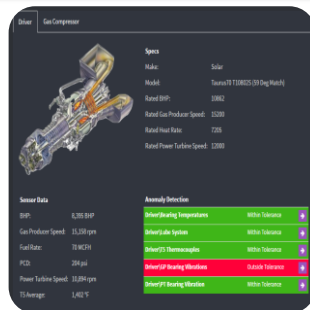 Driver
Gas Compressor
Specs
Make: Solar
Model: Taurus70 T10802S (59 Deg Match)
Rated BHP: 10862
Rated Gas Producer Speed: 15200
Rated Heat Rate: 7205
Rated Power Turbine Speed: 12000
Sensor Data
BHP: 8,395 BHP
Gas Producer Speed: 15,150 rpm
Fuel Rate: 70 MCFH
PCD: 204 psi
Power Turbine Speed: 10,894 rpm
T5 Average: 1,402 °F
Anomaly Detection
Driver\Bearing Temperatures Within Tolerance
Driver\Lube System Within Tolerance
Driver\T5 Thermocouples Within Tolerance
Driver\GP Bearing Vibrations Outside Tolerance
Driver\PT Bearing Vibration Within Tolerance